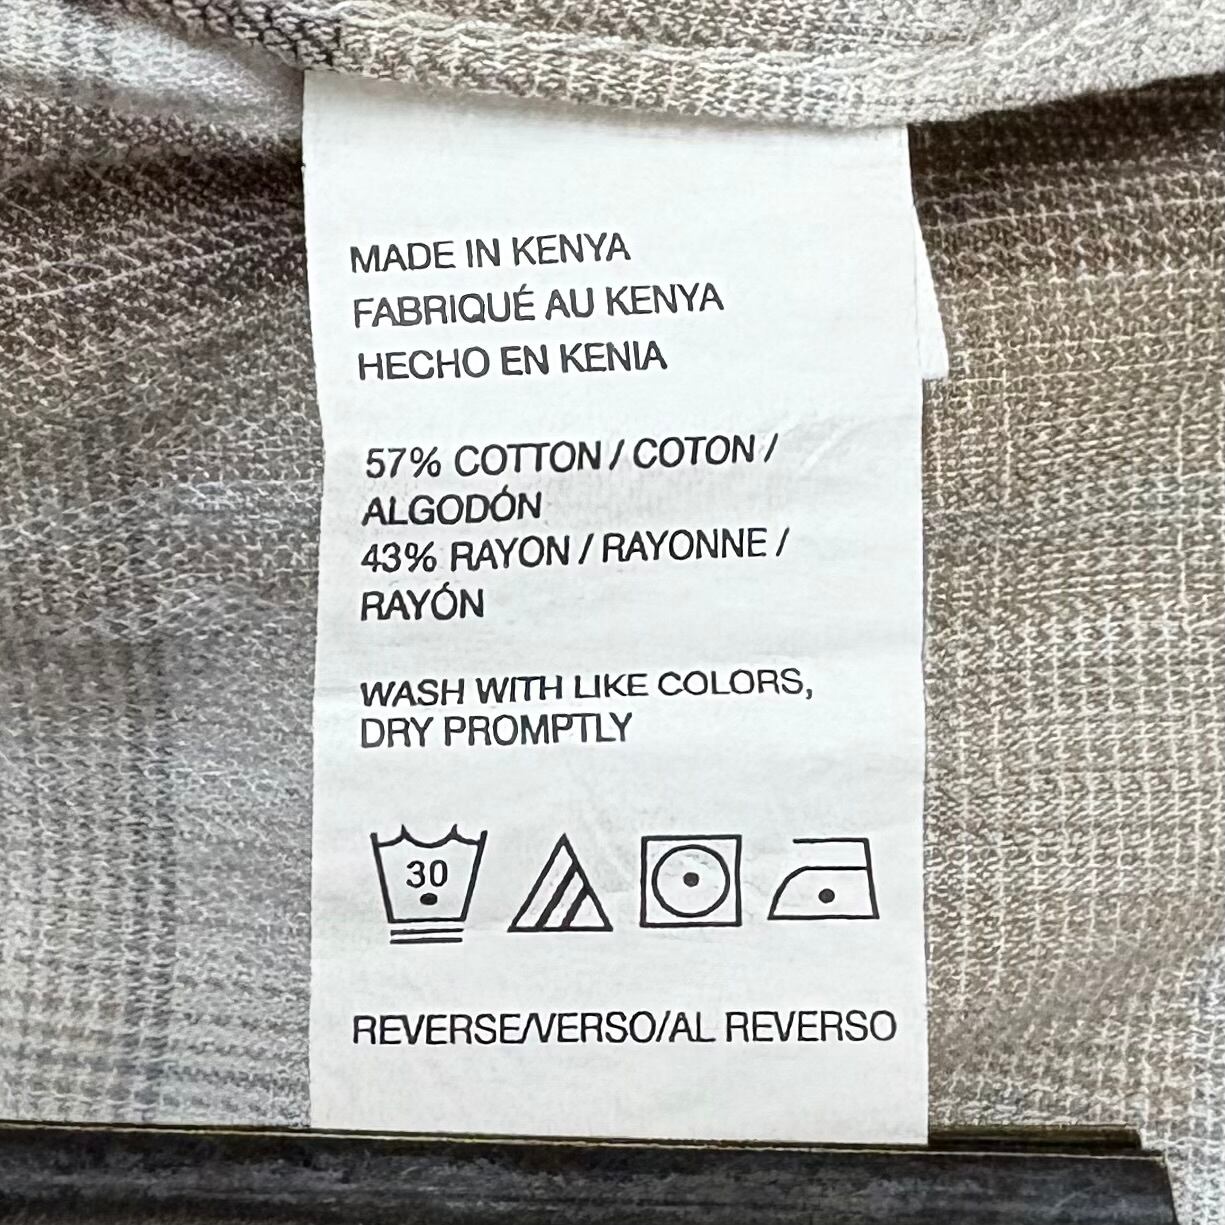 MADE IN KENYA
FABRIQUÉ AU KENYA
HECHO EN KENIA
57% COTTON / COTON /
ALGODÓN
43% RAYON / RAYONNE /
RAYÓN
WASH WITH LIKE COLORS,
DRY PROMPTLY
30
REVERSE/VERSO/AL REVERSO